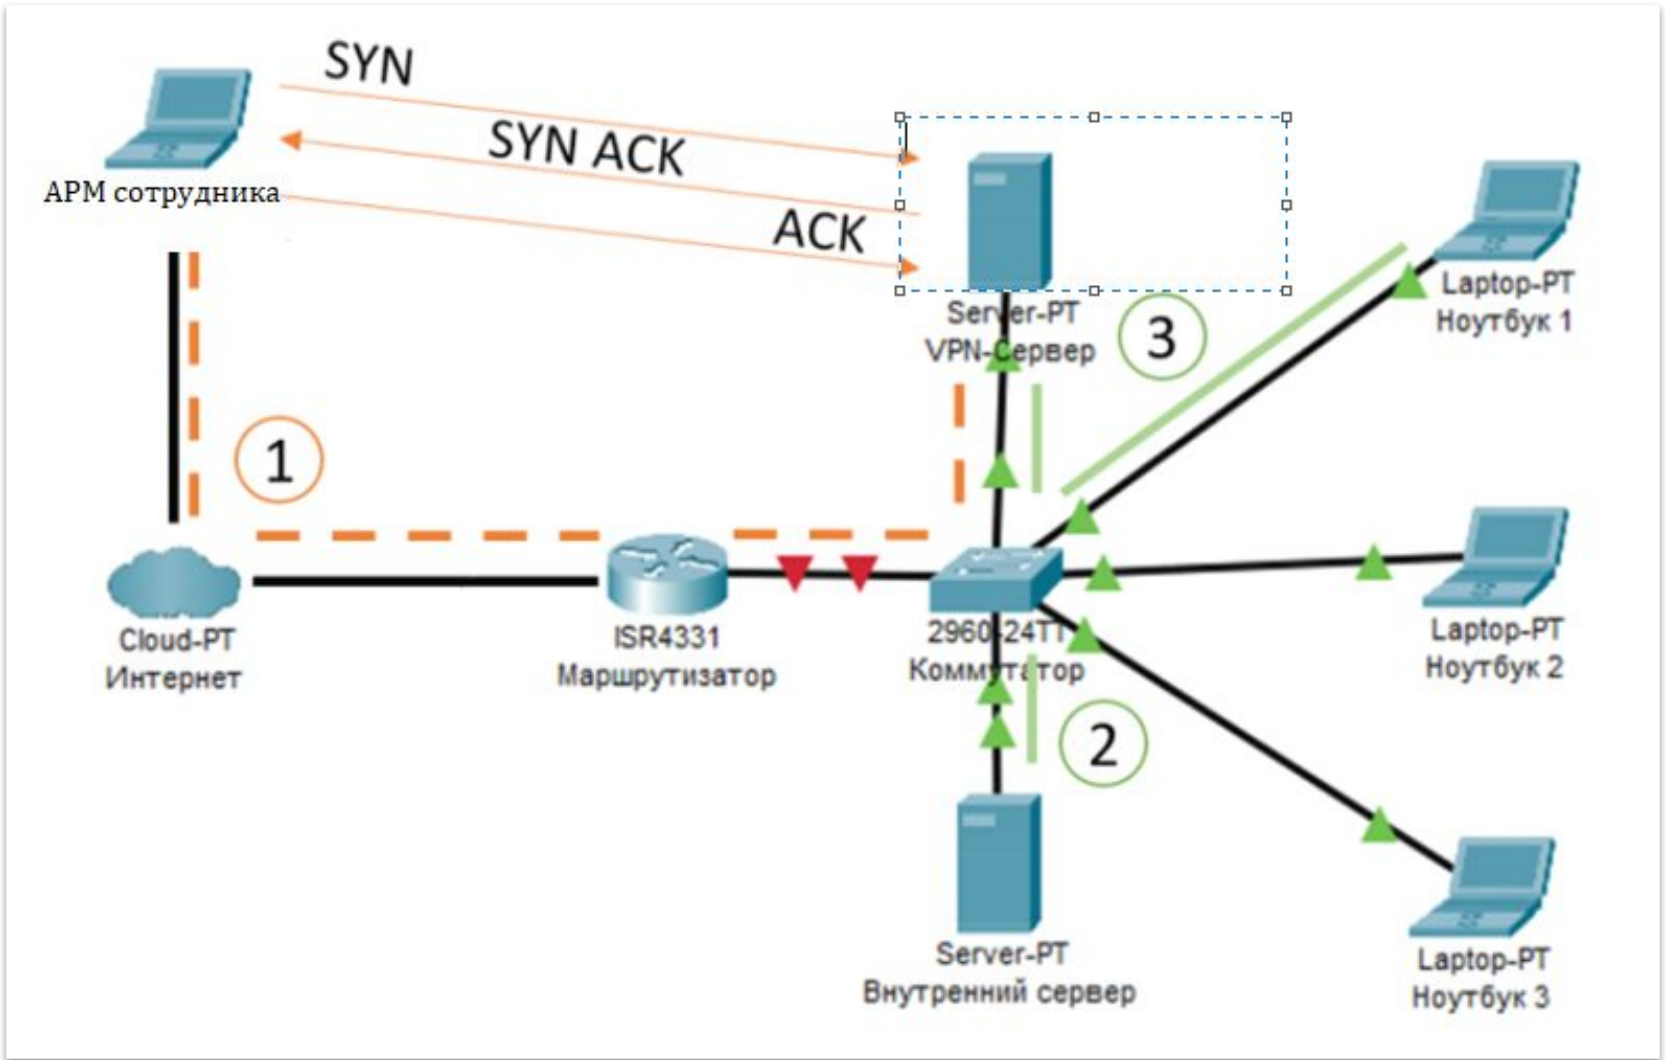 SYN
SYN ACK
ACK
АРМ сотрудника
Server-PT
VPN-Сервер
3
Laptop-PT
Ноутбук 1
1
Cloud-PT
Интернет
ISR4331
Маршрутизатор
2960-24TT
Коммутатор
Laptop-PT
Ноутбук 2
2
Server-PT
Внутренний сервер
Laptop-PT
Ноутбук 3